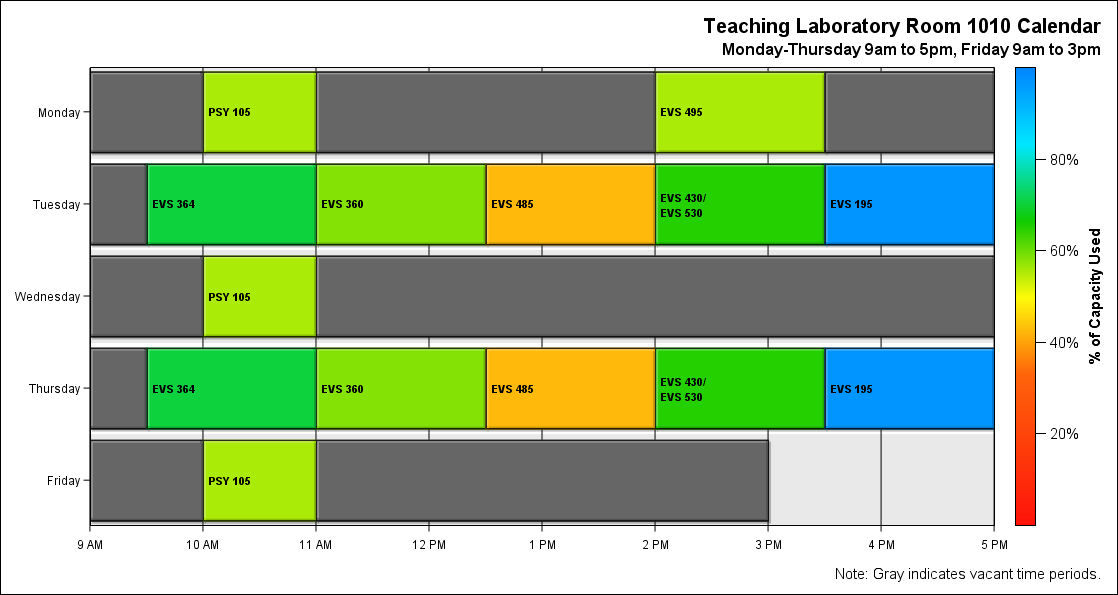 Teaching Laboratory Room 1010 Calendar
Monday-Thursday 9am to 5pm, Friday 9am to 3pm
Monday
PSY 105
EVS 495
Tuesday
EVS 364
EVS 360
EVS 485
EVS 430/
EVS 530
EVS 195
Wednesday
PSY 105
Thursday
EVS 364
EVS 360
EVS 485
EVS 430/
EVS 530
EVS 195
Friday
PSY 105
9 AM
10 AM
11 AM
12 PM
1 PM
2 PM
3 PM
4 PM
5 PM
80%
60%
40%
20%
% of Capacity Used
Note: Gray indicates vacant time periods.